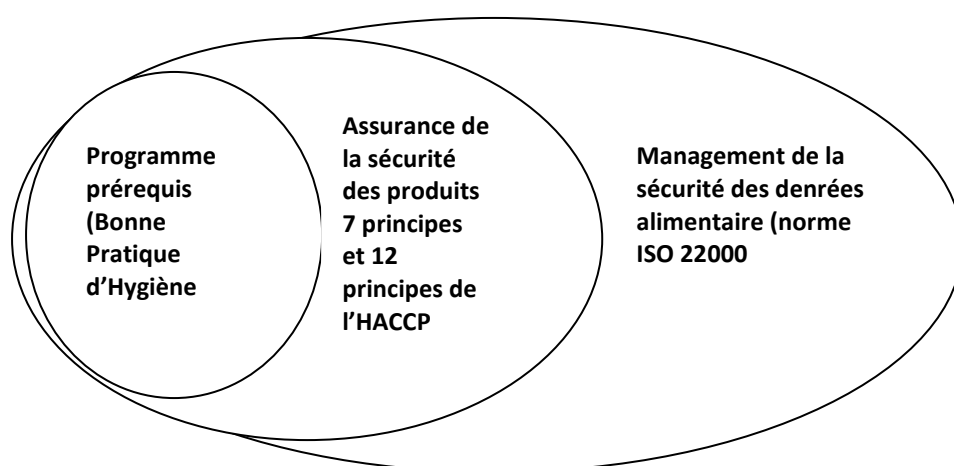 Programme
prérequis
(Bonne
Pratique
d’Hygiène
Assurance de
la sécurité
des produits
7 principes
et 12
principes de
l’HACCP
Management de la
sécurité des denrées
alimentaire (norme
ISO 22000